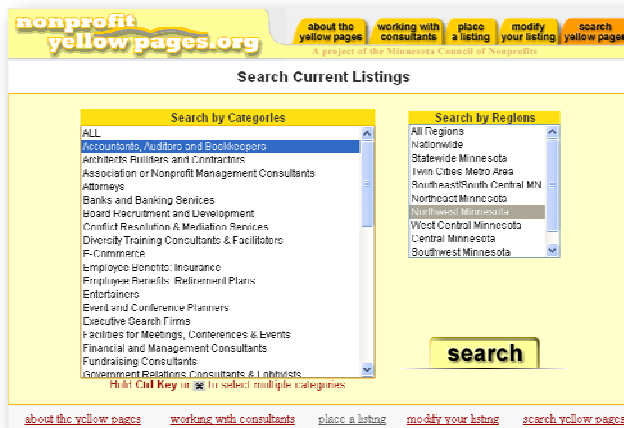 nonprofit
yellow pages.org
about the
yellow pages
working with
consultants
place
a listing
modify
your listing
search
yellow pages
A project of the Minnesota Council of Nonprofits
Search Current Listings
Search by Categories
ALL
Accountants, Auditors and Bookkeepers
Architects Builders and Contractors
Association or Nonprofit Management Consultants
Attorneys
Banks and Banking Services
Board Recruitment and Development
Conflict Resolution & Mediation Services
Diversity Training Consultants & Facilitators
E-Commerce
Employee Benefits: Insurance
Employee Benefits: Retirement Plans
Entertainers
Event and Conference Planners
Executive Search Firms
Facilities for Meetings, Conferences & Events
Financial and Management Consultants
Fundraising Consultants
Government Relations Consultants & Lobbyists
Hold Ctrl Key or ⌘ to select multiple categories
Search by Regions
All Regions
Nationwide
Statewide Minnesota
Twin Cities Metro Area
Southeast/South Central MN
Northeast Minnesota
Northwest Minnesota
West Central Minnesota
Central Minnesota
Southwest Minnesota
search
about the yellow pages working with consultants place a listing modify your listing search yellow pages